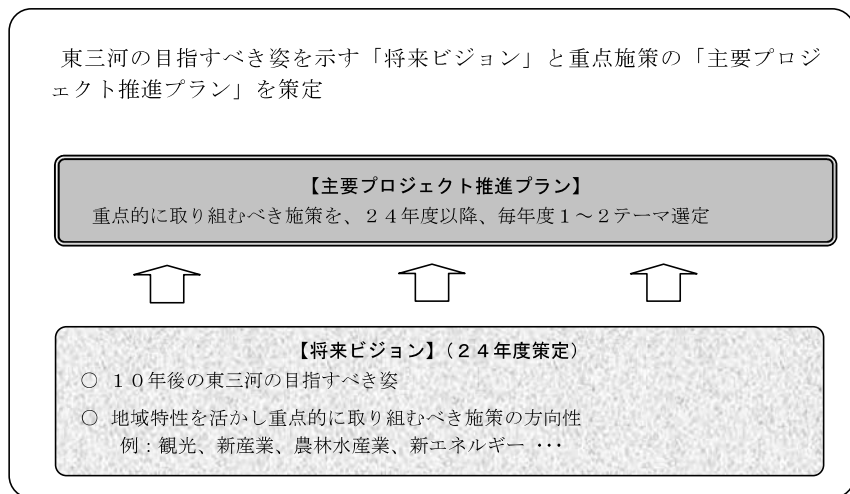 東三河の目指すべき姿を示す「将来ビジョン」と重点施策の「主要プロジ
ェクト推進プラン」を策定
【主要プロジェクト推進プラン】
重点的に取り組むべき施策を、２４年度以降、毎年度１～２テーマ選定
【将来ビジョン】（２４年度策定）
○ １０年後の東三河の目指すべき姿
○ 地域特性を活かし重点的に取り組むべき施策の方向性
例：観光、新産業、農林水産業、新エネルギー ･･･